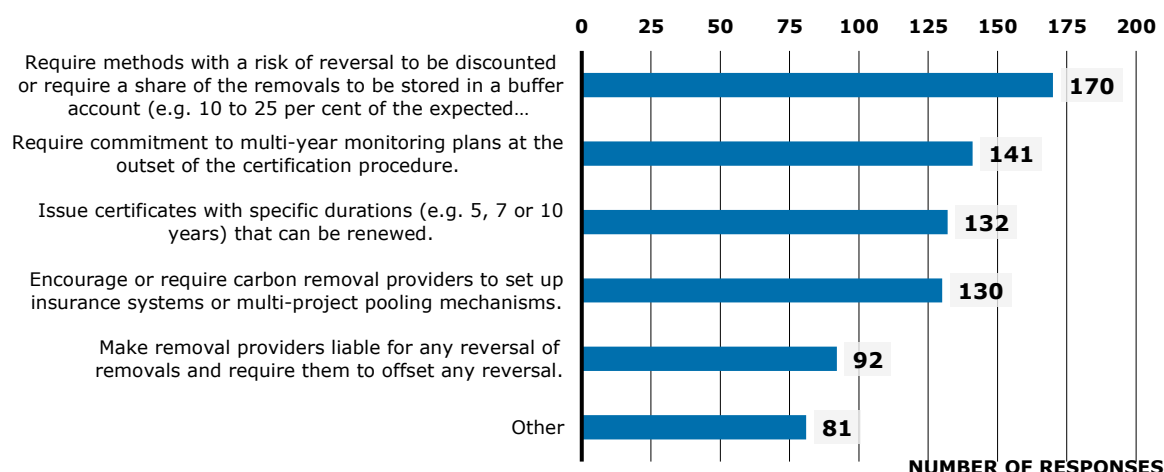 0 25 50 75 100 125 150 175 200
Require methods with a risk of reversal to be discounted
or require a share of the removals to be stored in a buffer
account (e.g. 10 to 25 per cent of the expected…
170
Require commitment to multi-year monitoring plans at the
outset of the certification procedure.
141
Issue certificates with specific durations (e.g. 5, 7 or 10
years) that can be renewed.
132
Encourage or require carbon removal providers to set up
insurance systems or multi-project pooling mechanisms.
130
Make removal providers liable for any reversal of
removals and require them to offset any reversal.
92
Other
81
NUMBER OF RESPONSES